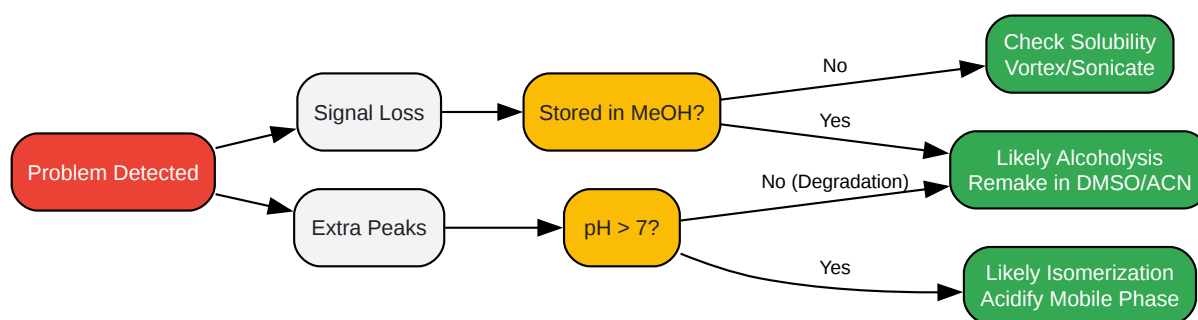 Problem Detected
Signal Loss
Extra Peaks
Stored in MeOH?
pH > 7?
No
Yes
No (Degradation)
Yes
Check Solubility
Vortex/Sonicate
Likely Alcoholysis
Remake in DMSO/ACN
Likely Isomerization
Acidify Mobile Phase